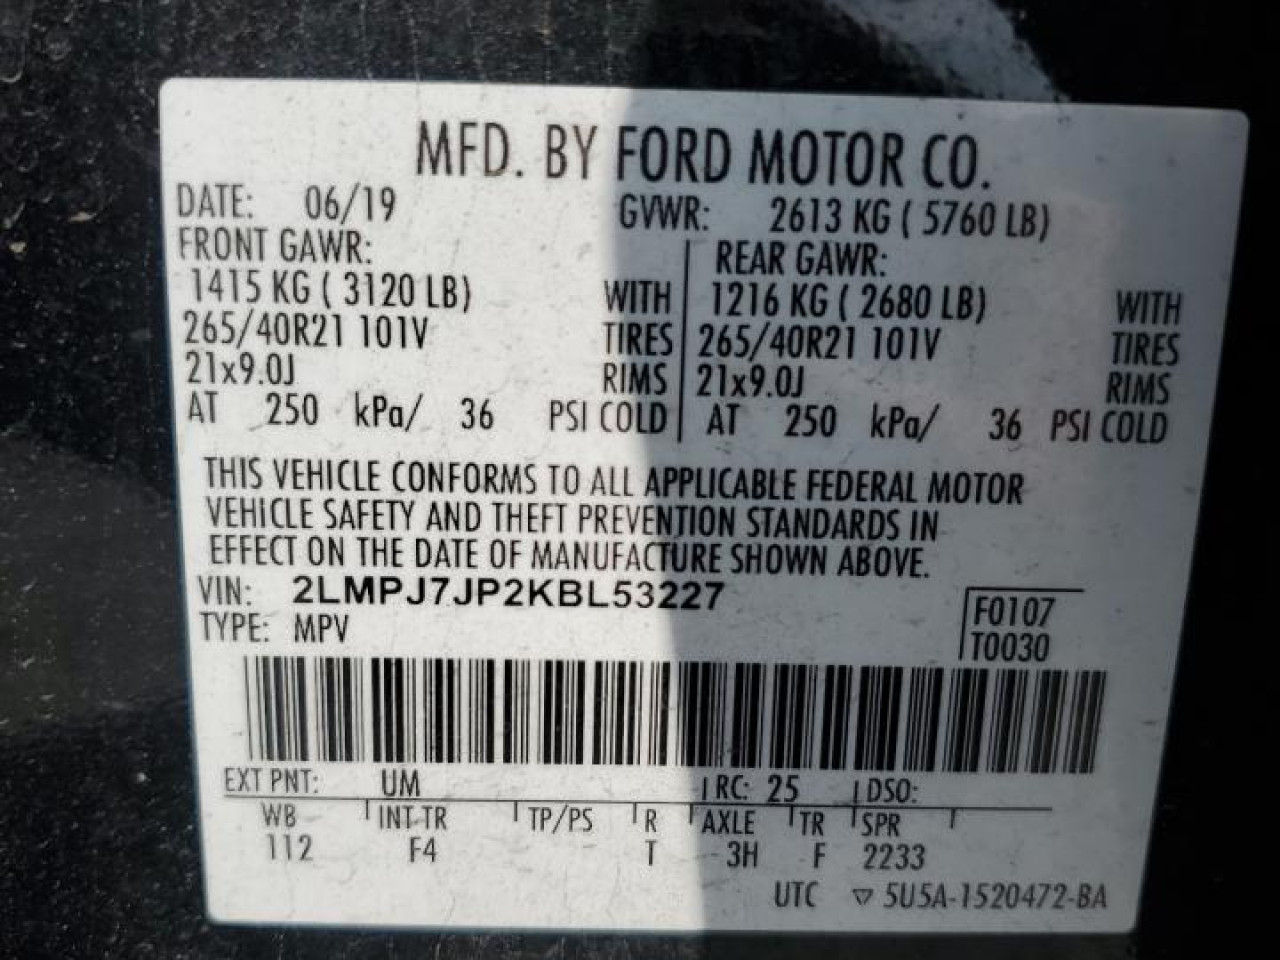 MFD. BY FORD MOTOR CO.
DATE: 06/19 GVWR: 2613 KG ( 5760 LB)
FRONT GAWR: REAR GAWR:
1415 KG ( 3120 LB) WITH 1216 KG ( 2680 LB) WITH
265/40R21 101V TIRES 265/40R21 101V TIRES
21x9.0J RIMS 21x9.0J RIMS
AT 250 kPa/ 36 PSI COLD AT 250 kPa/ 36 PSI COLD
THIS VEHICLE CONFORMS TO ALL APPLICABLE FEDERAL MOTOR
VEHICLE SAFETY AND THEFT PREVENTION STANDARDS IN
EFFECT ON THE DATE OF MANUFACTURE SHOWN ABOVE.
VIN: 2LMPJ7JP2KBL53227
F0107
TYPE: MPV
T0030
EXT PNT: UM RC: 25 DSO:
WB INT TR TP/PS R AXLE TR SPR
112 F4 T 3H F 2233
UTC ▽ 5U5A-1520472-BA